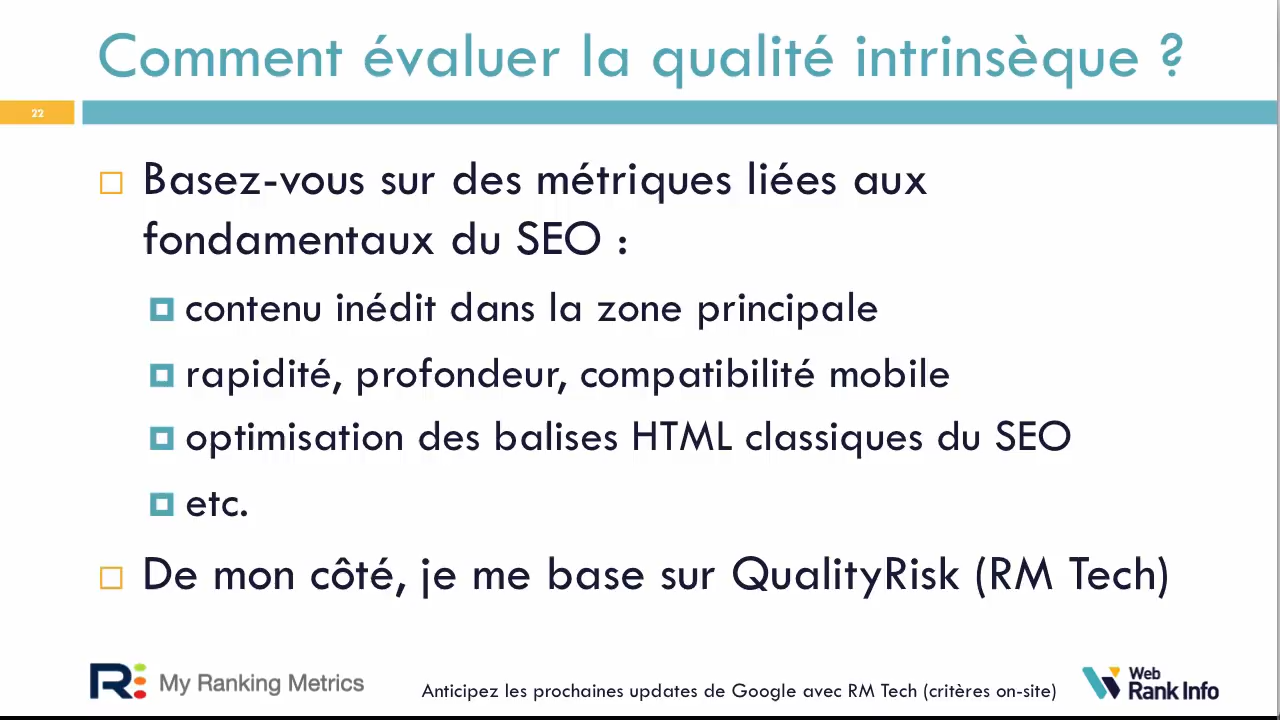 Comment évaluer la qualité intrinsèque ?
22
Basez-vous sur des métriques liées aux
fondamentaux du SEO :
contenu inédit dans la zone principale
rapidité, profondeur, compatibilité mobile
optimisation des balises HTML classiques du SEO
etc.
De mon côté, je me base sur QualityRisk (RM Tech)
My Ranking Metrics
Anticipez les prochaines updates de Google avec RM Tech (critères on-site)
Web
Rank Info